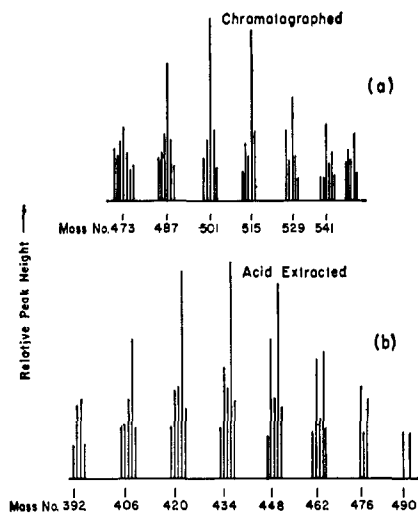 Chromatographed
(a)
Mass No. 473 487 501 515 529 541
Relative Peak Height
Acid Extracted
(b)
Mass No. 392 406 420 434 448 462 476 490